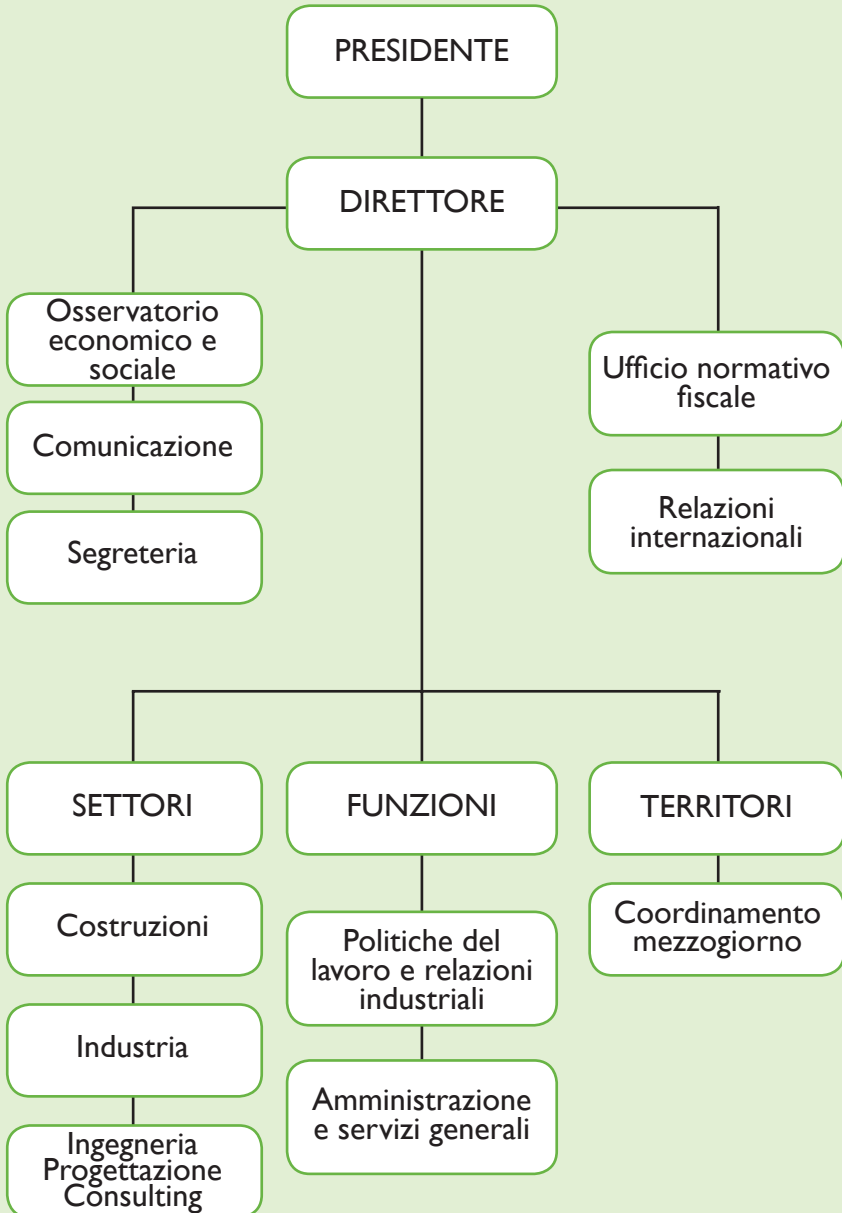 PRESIDENTE
DIRETTORE
Osservatorio
economico e
sociale
Comunicazione
Segreteria
Ufficio normativo
fiscale
Relazioni
internazionali
SETTORI
Costruzioni
Industria
Ingegneria
Progettazione
Consulting
FUNZIONI
Politiche del
lavoro e relazioni
industriali
Amministrazione
e servizi generali
TERRITORI
Coordinamento
mezzogiorno